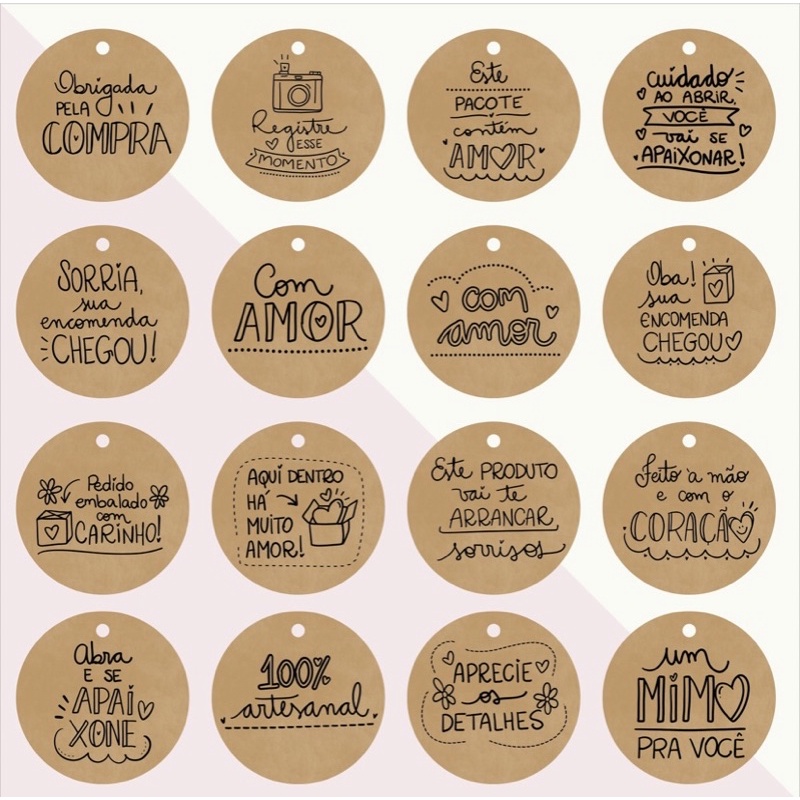 Obrigada
PELA
COMPRA
Registre
ESSE
MOMENTO
Este
PACOTE
contém
AMOR
cuidado
AO ABRIR,
VOCÊ
vai SE
APAIXONAR!
SORRIA,
sua
encomenda
CHEGOU!
Com
AMOR
com
amor
Oba!
sua
ENCOMENDA
CHEGOU
Pedido
embalado
com
CARINHO!
AQUI DENTRO
HÁ
MUITO
AMOR!
Este PRODUTO
vai te
ARRANCAR
sorrisos
feito à mão
e com o
CORAÇÃO
Abra
E SE
APAI
XONE
100%
artesanal
APRECIE
os
DETALHES
um
MIMO
PRA VOCÊ